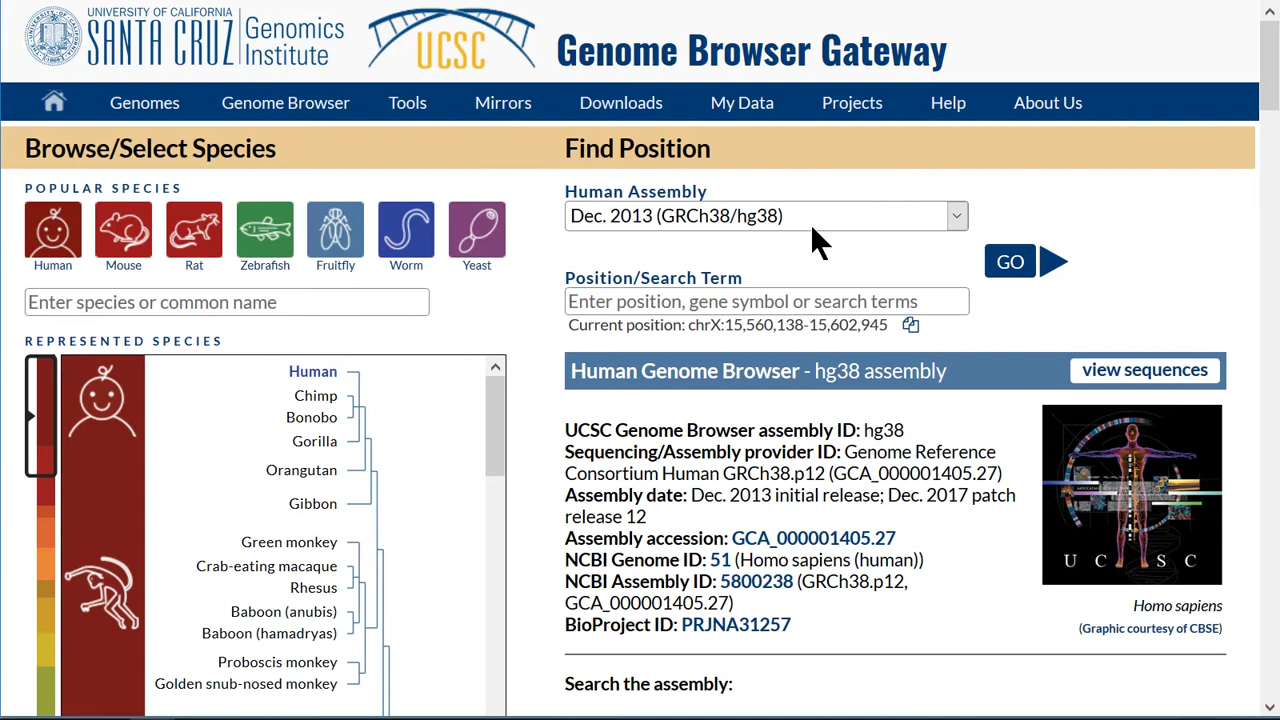 UNIVERSITY OF CALIFORNIA
SANTA CRUZ
Genomics
Institute
UCSC
Genome Browser Gateway
Genomes
Genome Browser
Tools
Mirrors
Downloads
My Data
Projects
Help
About Us
Browse/Select Species
POPULAR SPECIES
Human
Mouse
Rat
Zebrafish
Fruitfly
Worm
Yeast
Enter species or common name
REPRESENTED SPECIES
Human
Chimp
Bonobo
Gorilla
Orangutan
Gibbon
Green monkey
Crab-eating macaque
Rhesus
Baboon (anubis)
Baboon (hamadryas)
Proboscis monkey
Golden snub-nosed monkey
Find Position
Human Assembly
Dec. 2013 (GRCh38/hg38)
Position/Search Term
Enter position, gene symbol or search terms
GO
Current position: chrX:15,560,138-15,602,945
Human Genome Browser - hg38 assembly
view sequences
UCSC Genome Browser assembly ID: hg38
Sequencing/Assembly provider ID: Genome Reference
Consortium Human GRCh38.p12 (GCA_000001405.27)
Assembly date: Dec. 2013 initial release; Dec. 2017 patch
release 12
Assembly accession: GCA_000001405.27
NCBI Genome ID: 51 (Homo sapiens (human))
NCBI Assembly ID: 5800238 (GRCh38.p12,
GCA_000001405.27)
BioProject ID: PRJNA31257
U C S C
Homo sapiens
(Graphic courtesy of CBSE)
Search the assembly: